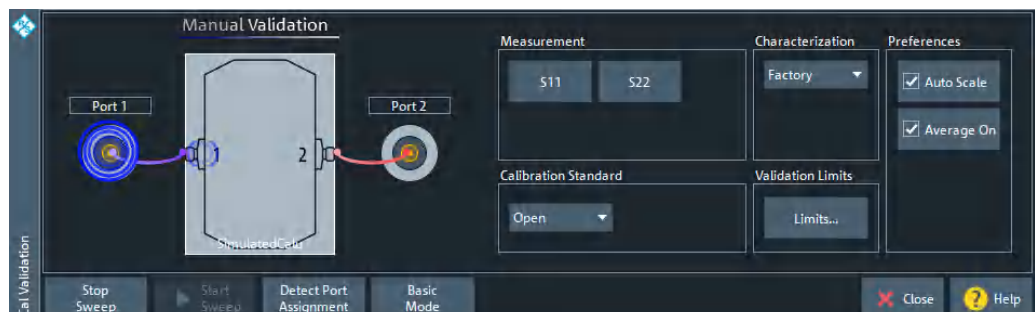 Manual Validation
Port 1
Port 2
1
2
SimulatedCalU
Measurement
S11
S22
Characterization
Factory
Preferences
Auto Scale
Average On
Calibration Standard
Open
Validation Limits
Limits...
Cal Validation
Stop
Sweep
Start
Sweep
Detect Port
Assignment
Basic
Mode
Close
? Help